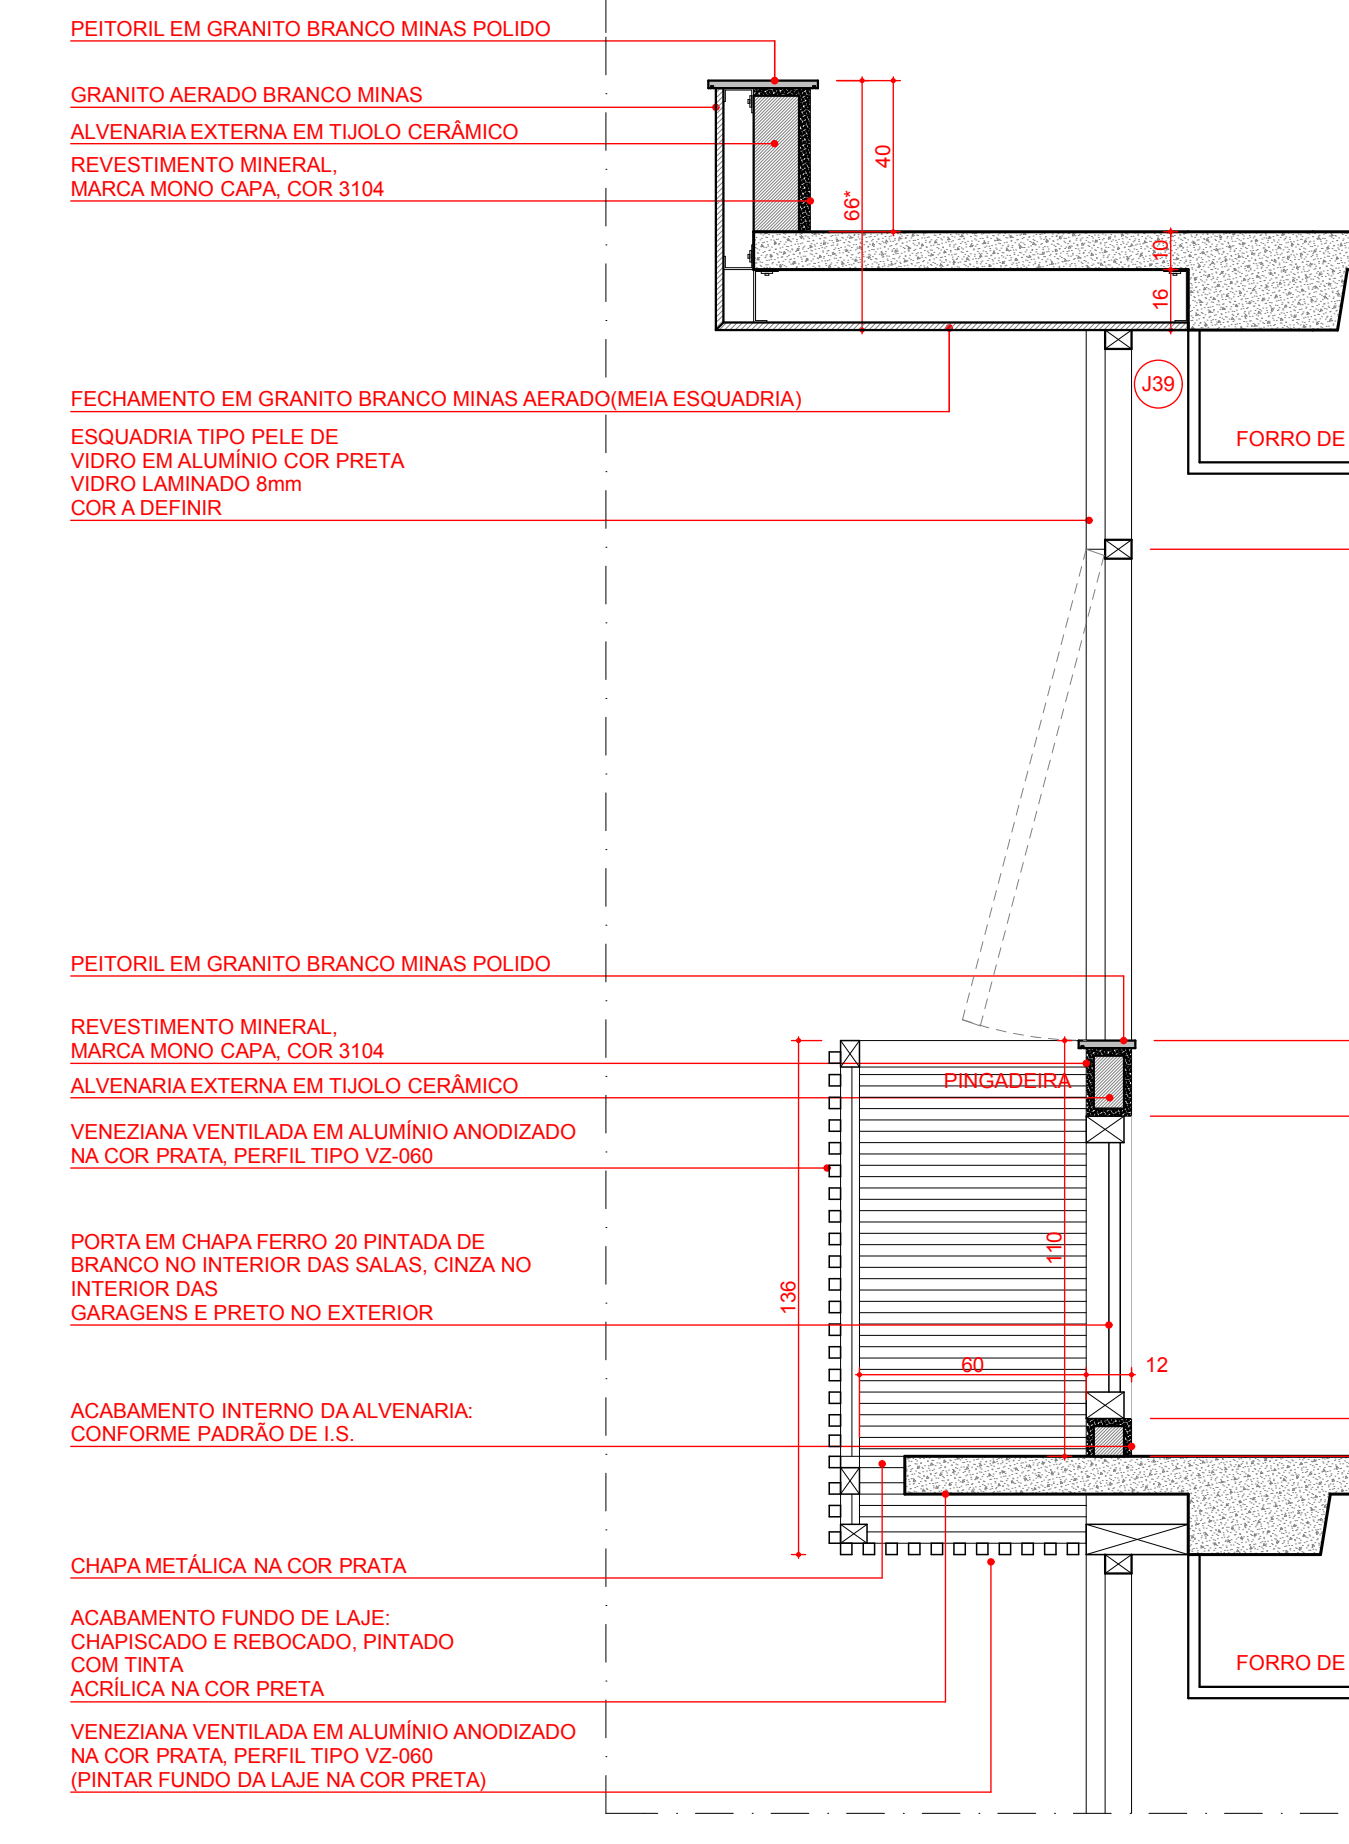 PEITORIL EM GRANITO BRANCO MINAS POLIDO
GRANITO AERADO BRANCO MINAS
ALVENARIA EXTERNA EM TIJOLO CERÂMICO
REVESTIMENTO MINERAL,
MARCA MONO CAPA, COR 3104
40
66*
10
16
J39
FECHAMENTO EM GRANITO BRANCO MINAS AERADO(MEIA ESQUADRIA)
ESQUADRIA TIPO PELE DE
VIDRO EM ALUMÍNIO COR PRETA
VIDRO LAMINADO 8mm
COR A DEFINIR
FORRO DE
PEITORIL EM GRANITO BRANCO MINAS POLIDO
REVESTIMENTO MINERAL,
MARCA MONO CAPA, COR 3104
PINGADEIRA
ALVENARIA EXTERNA EM TIJOLO CERÂMICO
VENEZIANA VENTILADA EM ALUMÍNIO ANODIZADO
NA COR PRATA, PERFIL TIPO VZ-060
PORTA EM CHAPA FERRO 20 PINTADA DE
BRANCO NO INTERIOR DAS SALAS, CINZA NO
INTERIOR DAS
GARAGENS E PRETO NO EXTERIOR
110
136
60
12
ACABAMENTO INTERNO DA ALVENARIA:
CONFORME PADRÃO DE I.S.
CHAPA METÁLICA NA COR PRATA
ACABAMENTO FUNDO DE LAJE:
CHAPISCADO E REBOCADO, PINTADO
COM TINTA
ACRÍLICA NA COR PRETA
FORRO DE
VENEZIANA VENTILADA EM ALUMÍNIO ANODIZADO
NA COR PRATA, PERFIL TIPO VZ-060
(PINTAR FUNDO DA LAJE NA COR PRETA)